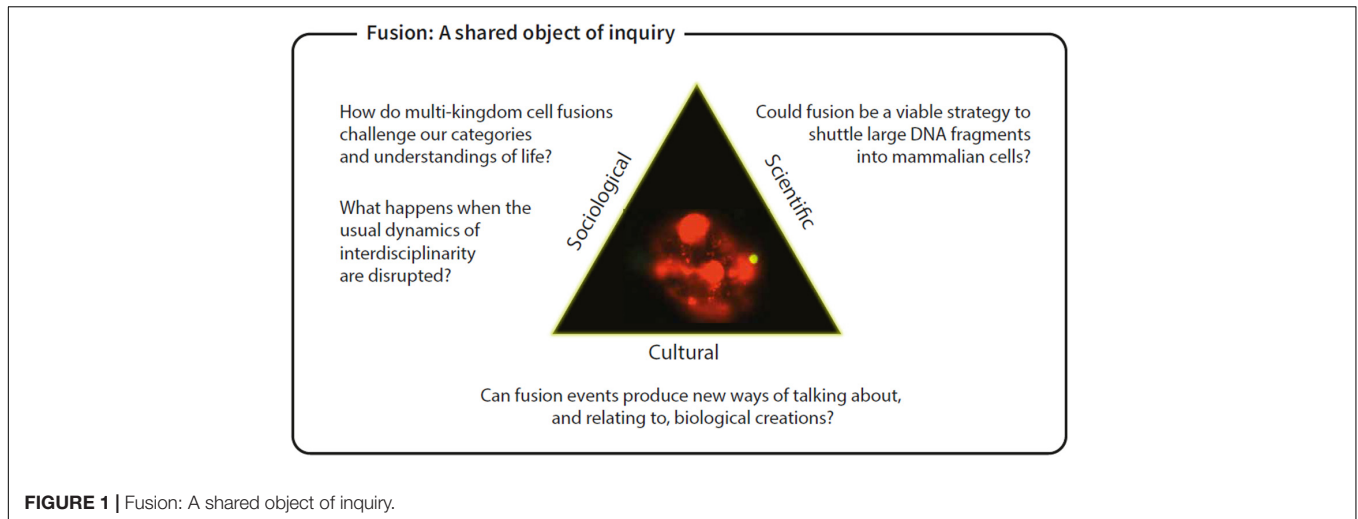 Fusion: A shared object of inquiry
How do multi-kingdom cell fusions
challenge our categories
and understandings of life?
What happens when the
usual dynamics of
interdisciplinarity
are disrupted?
Sociological
Scientific
Could fusion be a viable strategy to
shuttle large DNA fragments
into mammalian cells?
Cultural
Can fusion events produce new ways of talking about,
and relating to, biological creations?
FIGURE 1 | Fusion: A shared object of inquiry.